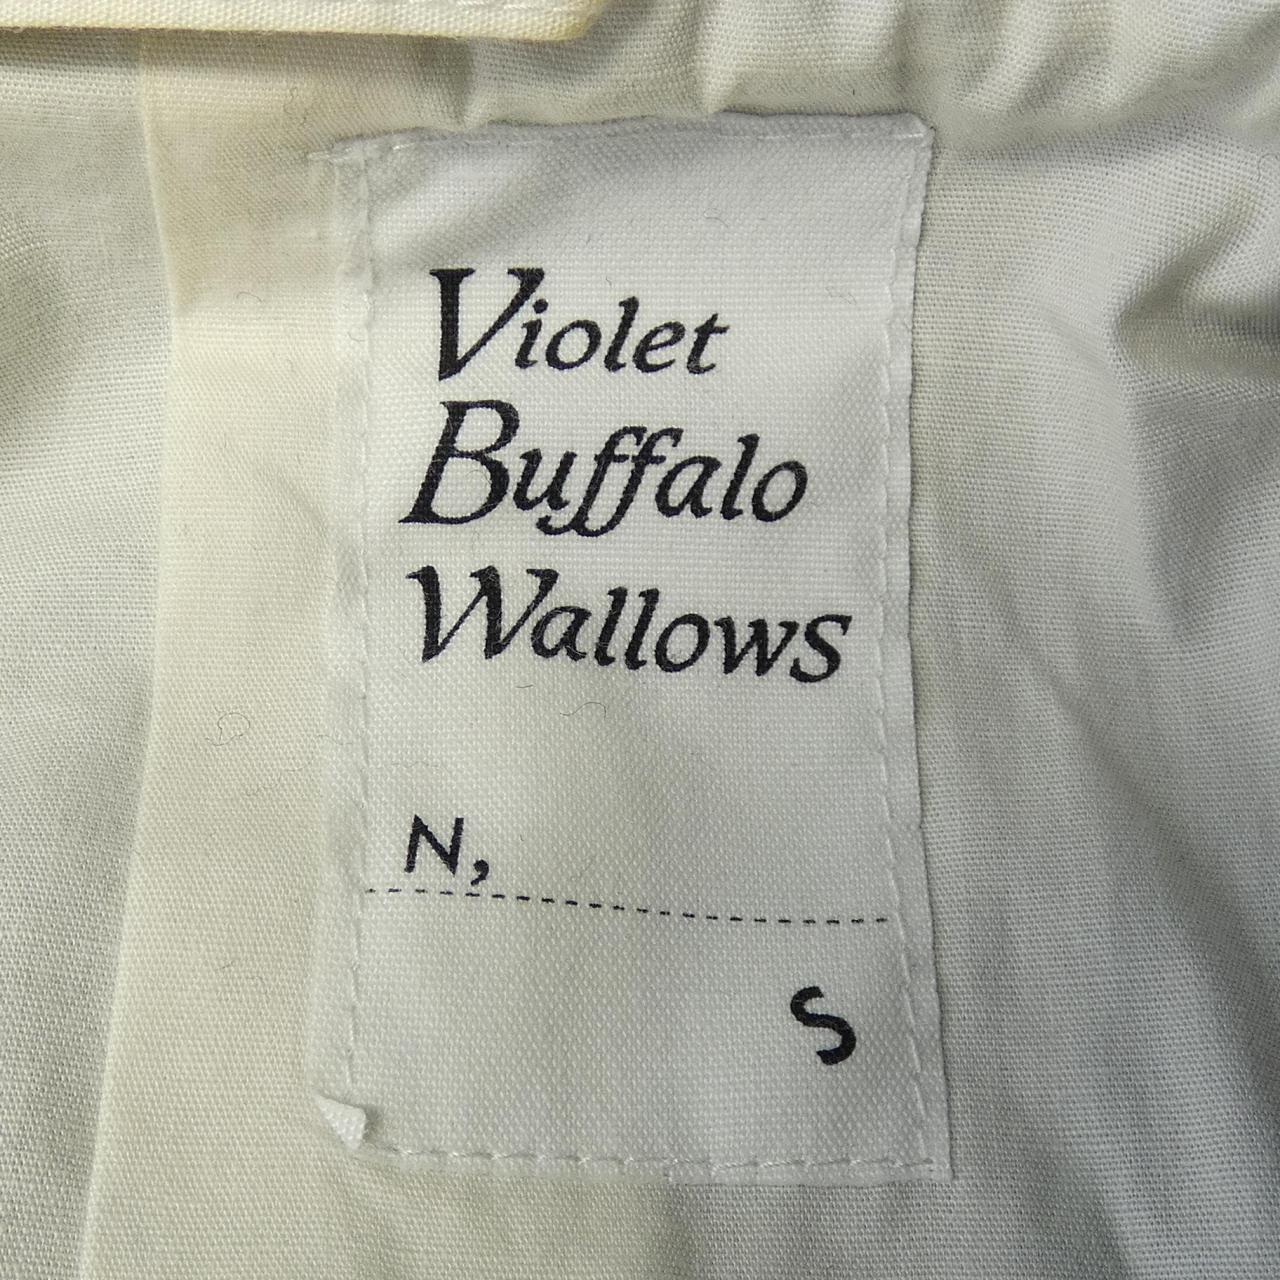 Violet
Buffalo
Wallows
N,
S